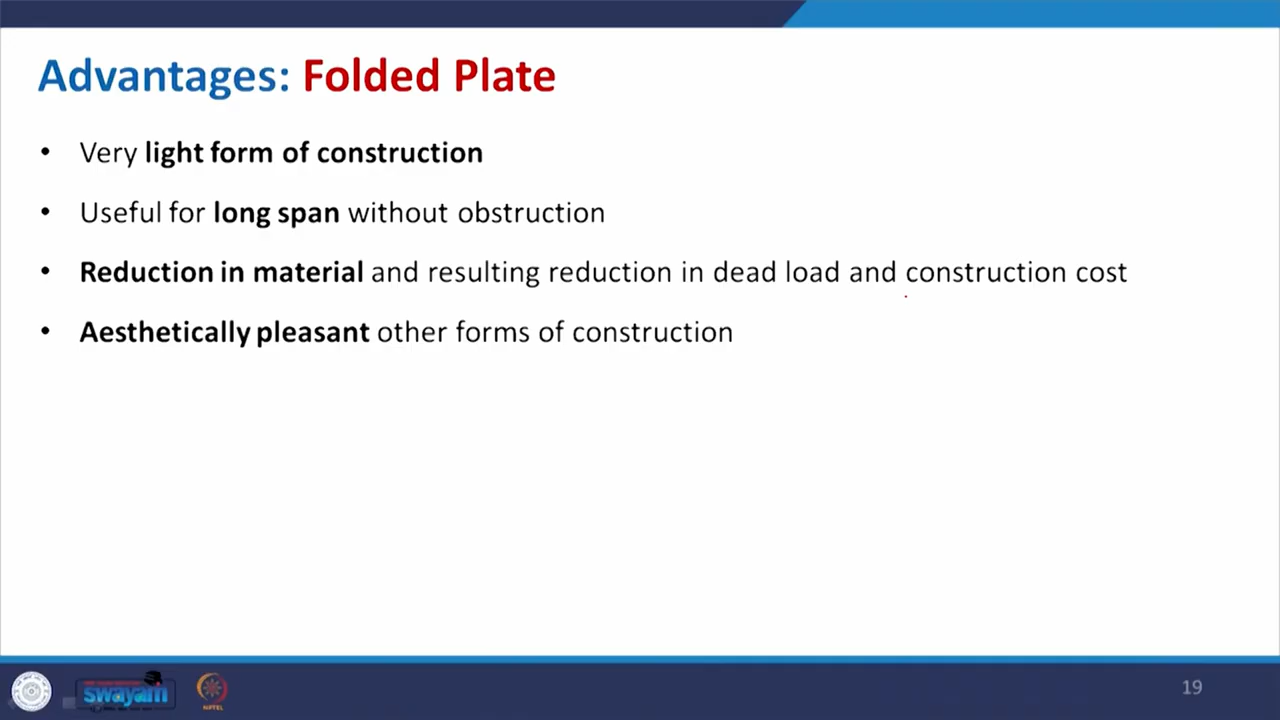 Advantages: Folded Plate
• Very light form of construction
• Useful for long span without obstruction
• Reduction in material and resulting reduction in dead load and construction cost
• Aesthetically pleasant other forms of construction
swayam
NPTEL
19